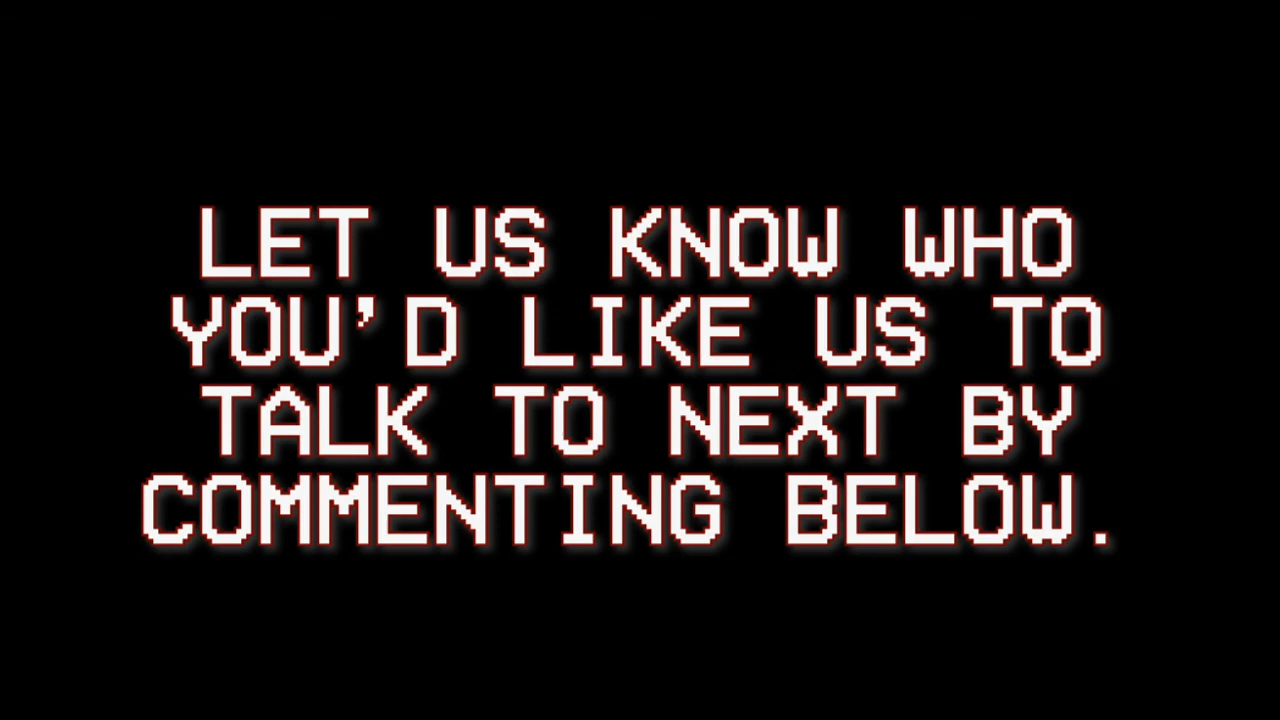 LET US KNOW WHO
YOU'D LIKE US TO
TALK TO NEXT BY
COMMENTING BELOW.